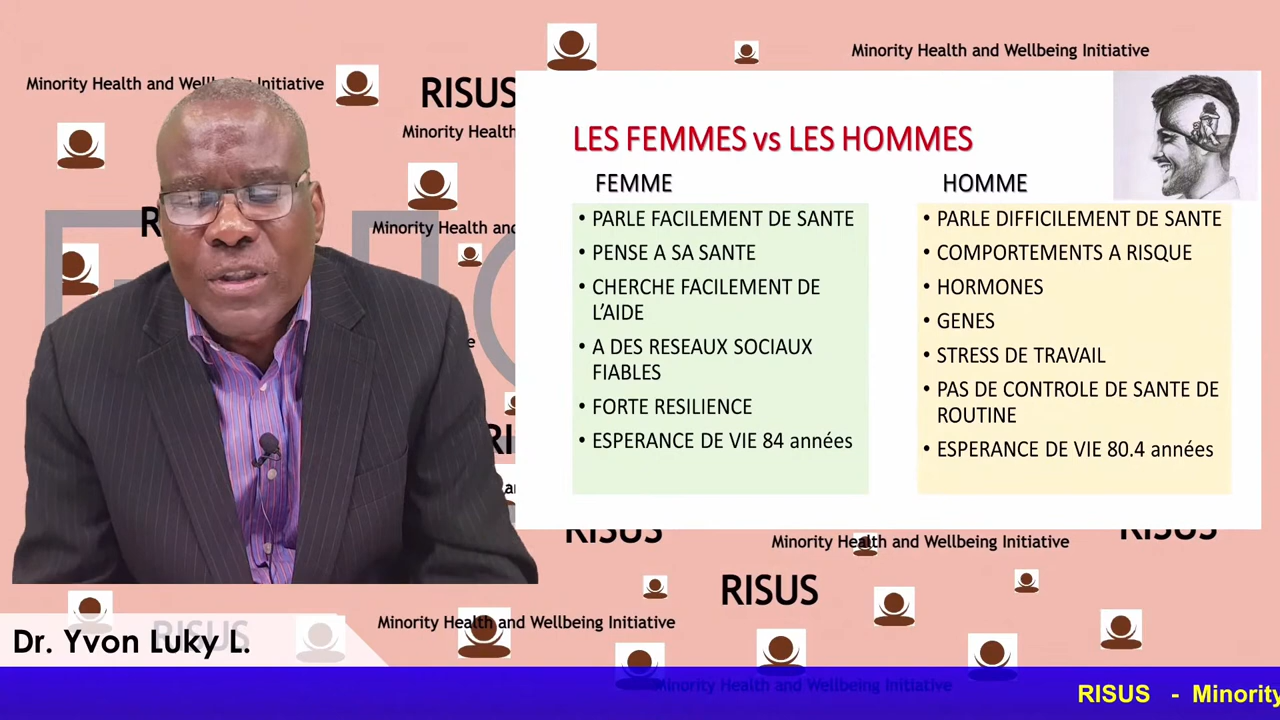 Minority Health and Wellbeing Initiative
Minority Health and Wellbeing Initiative
RISUS
Minority Health
LES FEMMES vs LES HOMMES
FEMME
• PARLE FACILEMENT DE SANTE
• PENSE A SA SANTE
• CHERCHE FACILEMENT DE
L’AIDE
• A DES RESEAUX SOCIAUX
FIABLES
• FORTE RESILIENCE
• ESPERANCE DE VIE 84 années
HOMME
• PARLE DIFFICILEMENT DE SANTE
• COMPORTEMENTS A RISQUE
• HORMONES
• GENES
• STRESS DE TRAVAIL
• PAS DE CONTROLE DE SANTE DE
ROUTINE
• ESPERANCE DE VIE 80.4 années
Minority Health and
RISUS
RISUS
Minority Health and Wellbeing Initiative
RISUS
Minority Health and Wellbeing Initiative
RISUS
Dr. Yvon Luky L.
Minority Health and Wellbeing Initiative
RISUS - Minority